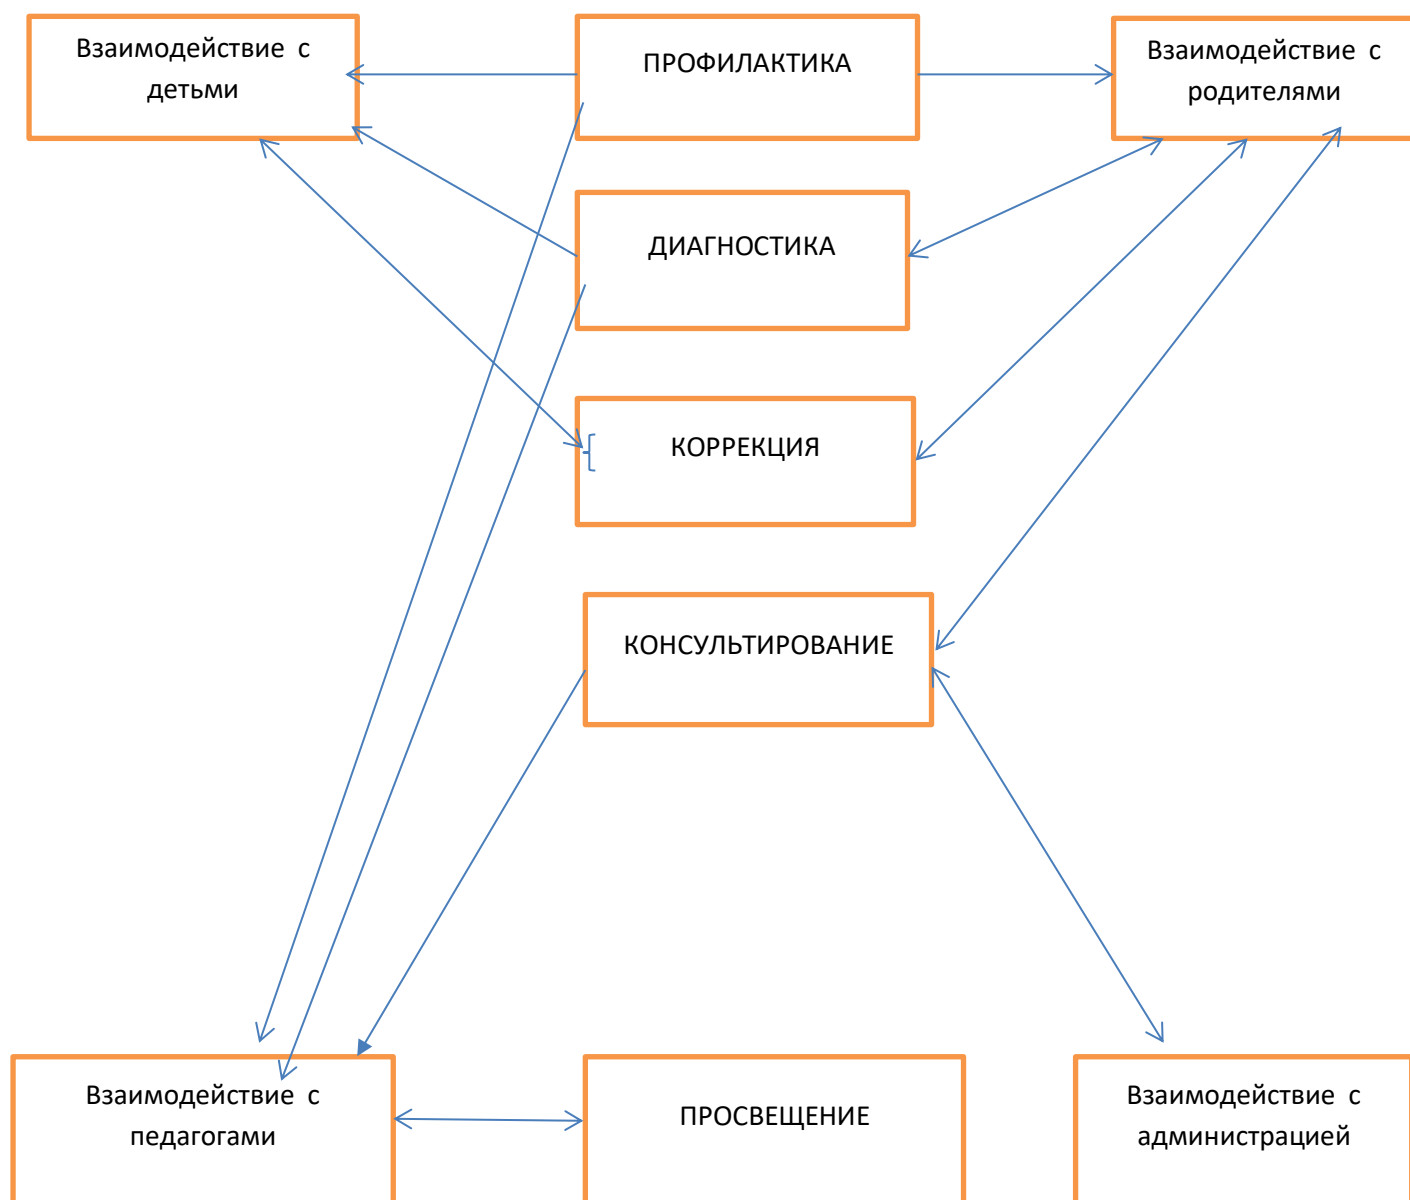 Взаимодействие с
детьми
ПРОФИЛАКТИКА
Взаимодействие с
родителями
ДИАГНОСТИКА
КОРРЕКЦИЯ
КОНСУЛЬТИРОВАНИЕ
Взаимодействие с
педагогами
ПРОСВЕЩЕНИЕ
Взаимодействие с
администрацией